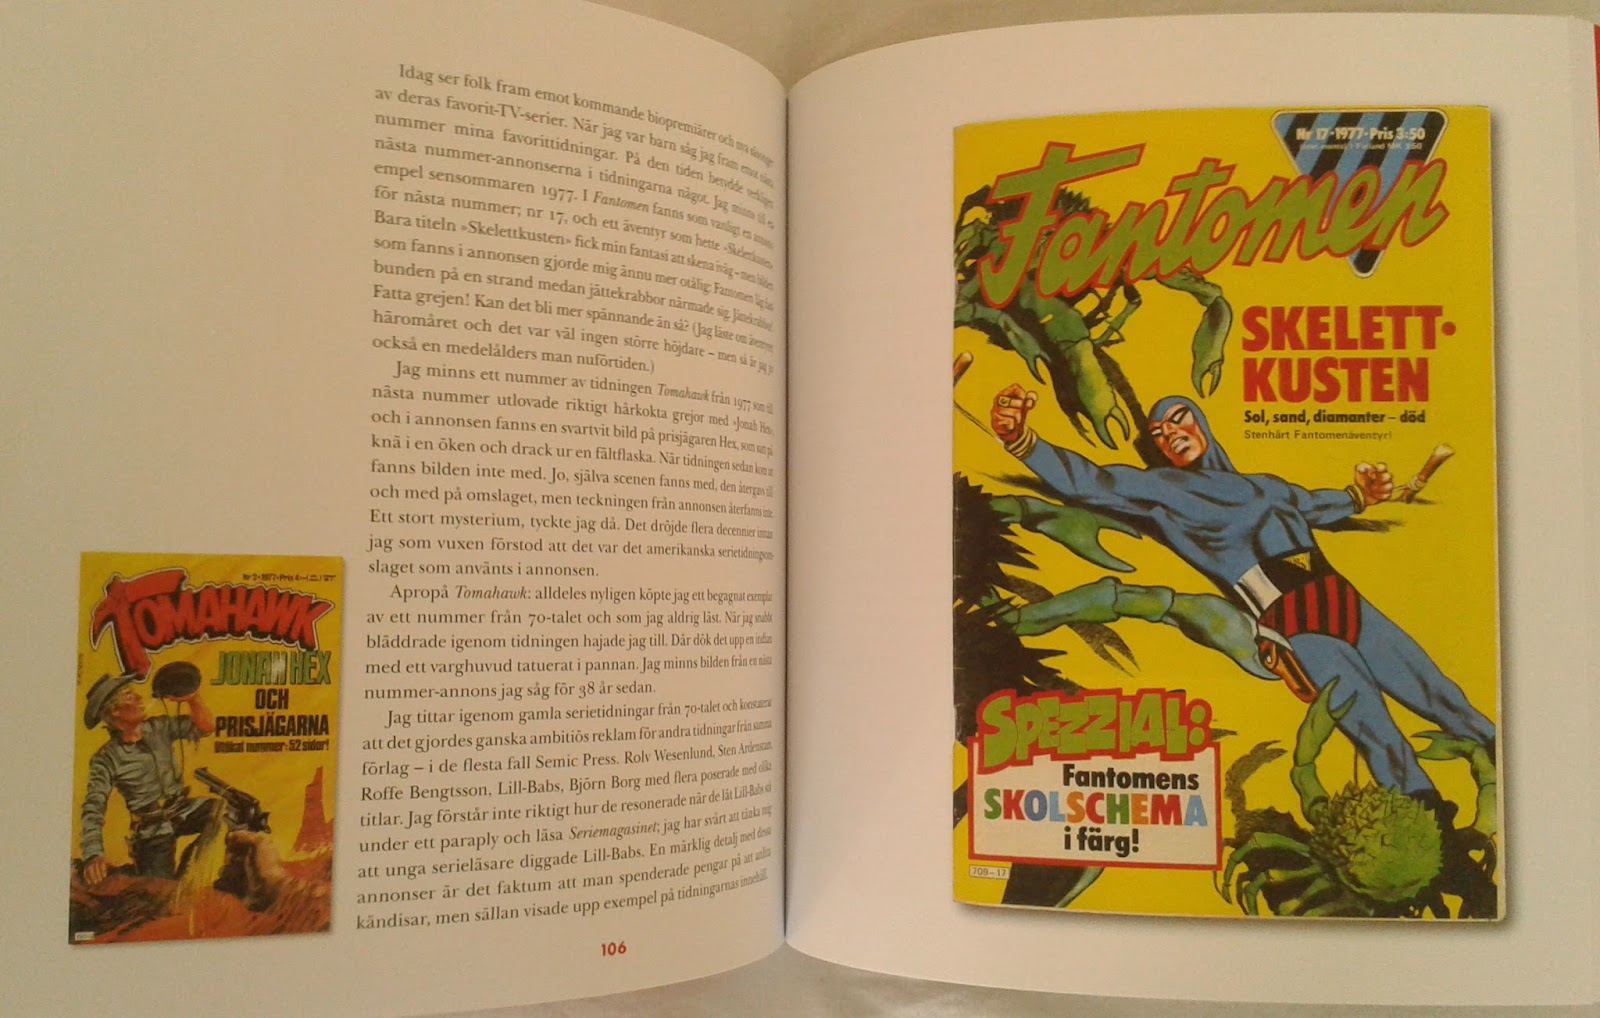 Idag ser folk fram emot kommande biopremiärer och nya säsonger
av deras favorit-TV-serier. När jag var barn såg jag fram emot nästa
nummer mina favorittidningar. På den tiden betydde verkligen
nästa nummer-annonserna i tidningarna något. Jag minns till ex-
empel sensommaren 1977. I Fantomen fanns som vanligt en annons
för nästa nummer; nr 17, och ett äventyr som hette »Skelettkusten«
Bara titeln »Skelettkusten» fick min fantasi att skena iväg – men bilden
som fanns i annonsen gjorde mig ännu mer otålig: Fantomen låg fast-
bunden på en strand medan jättekrabbor närmade sig. Jättekrabbor!
Fatta grejen! Kan det bli mer spännande än så? (Jag läste om äventyret
häromåret och det var väl ingen större höjdare – men så är jag ju
också en medelålders man nuförtiden.)
Jag minns ett nummer av tidningen Tomahawk från 1977 som till
nästa nummer utlovade riktigt hårkokta grejor med »Jonah Hex«,
och i annonsen fanns en svartvit bild på prisjägaren Hex, som satt på
knä i en öken och drack ur en fältflaska. När tidningen sedan kom ut
fanns bilden inte med. Jo, själva scenen fanns med, den återgavs till
och med på omslaget, men teckningen från annonsen återfanns inte.
Ett stort mysterium, tyckte jag då. Det dröjde flera decennier innan
jag som vuxen förstod att det var det amerikanska serietidningsom-
slaget som använts i annonsen.
Apropå Tomahawk: alldeles nyligen köpte jag ett begagnat exemplar
av ett nummer från 70-talet och som jag aldrig läst. När jag snabbt
bläddrade igenom tidningen hajade jag till. Där dök det upp en indian
med ett varghuvud tatuerat i pannan. Jag minns bilden från en nästa
nummer-annons jag såg för 38 år sedan.
Jag tittar igenom gamla serietidningar från 70-talet och konstaterar
att det gjordes ganska ambitiös reklam för andra tidningar från samma
förlag – i de flesta fall Semic Press. Rolv Wesenlund, Sten Ardenstam,
Roffe Bengtsson, Lill-Babs, Björn Borg med flera poserade med olika
titlar. Jag förstår inte riktigt hur de resonerade när de lät Lill-Babs stå
under ett paraply och läsa Seriemagasinet; jag har svårt att tänka mig
att unga serieläsare diggade Lill-Babs. En märklig detalj med dessa
annonser är det faktum att man spenderade pengar på att anlita
kändisar, men sällan visade upp exempel på tidningarnas innehåll.
106
Nr 2•1977•Pris 4:-
TOMAHAWK
JONAH HEX
OCH
PRISJÄGARNA
Utökat nummer: 52 sidor!
Nr 17•1977•Pris 3:50
Fantomen
SKELETT-
KUSTEN
Sol, sand, diamanter – död
Stenhårt Fantomenäventyr!
SPEZZIAL:
Fantomens
SKOLSCHEMA
i färg!
709–17